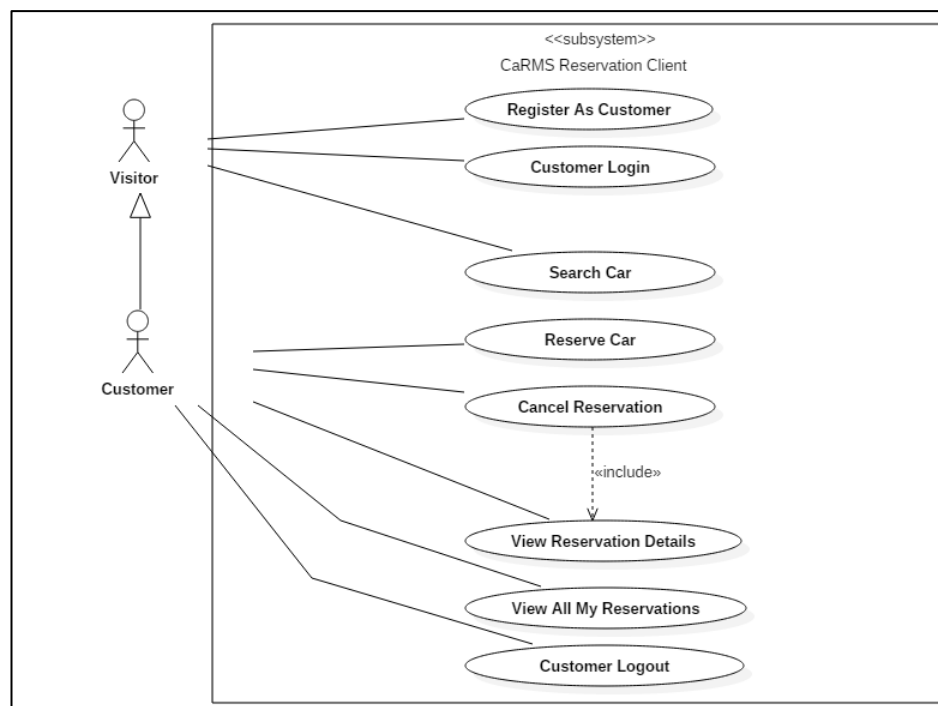 <<subsystem>>
CaRMS Reservation Client
Register As Customer
Customer Login
Visitor
Search Car
Reserve Car
Customer
Cancel Reservation
«include»
View Reservation Details
View All My Reservations
Customer Logout